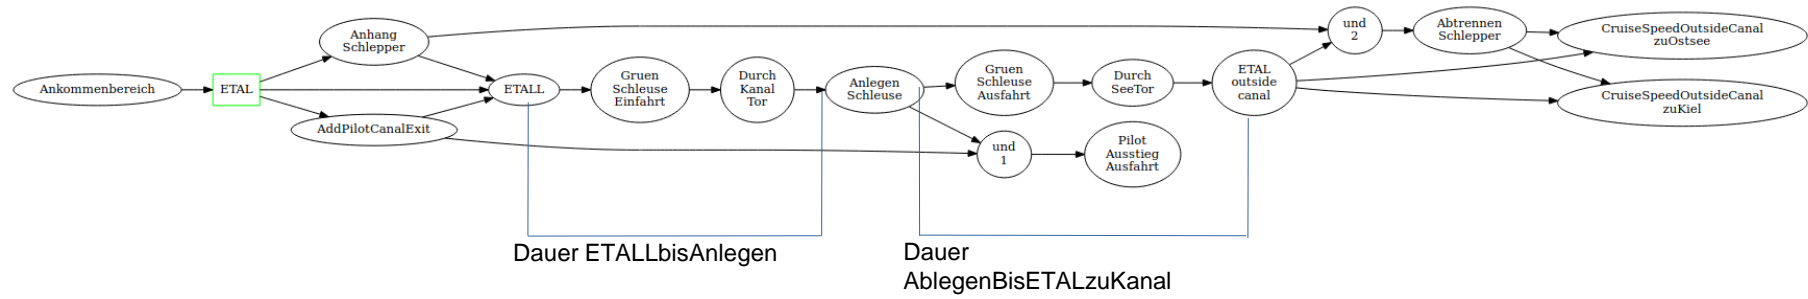 Ankommenbereich
ETAL
Anhang
Schlepper
AddPilotCanalExit
ETALL
Gruen
Schleuse
Einfahrt
Durch
Kanal
Tor
Anlegen
Schleuse
Gruen
Schleuse
Ausfahrt
Durch
SeeTor
ETAL
outside
canal
und
1
Pilot
Ausstieg
Ausfahrt
und
2
Abtrennen
Schlepper
CruiseSpeedOutsideCanal
zuOstsee
CruiseSpeedOutsideCanal
zuKiel
Dauer ETALLbisAnlegen
Dauer
AblegenBisETALzuKanal